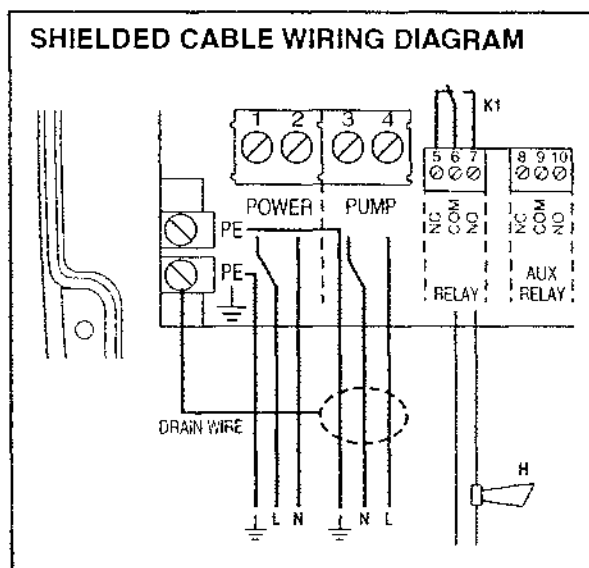 SHIELDED CABLE WIRING DIAGRAM
1 2 3 4
K1
5 6 7 8 9 10
POWER PUMP
NC COM NO NC COM NO
PE
PE
RELAY AUX RELAY
DRAIN WIRE
H
L N N L